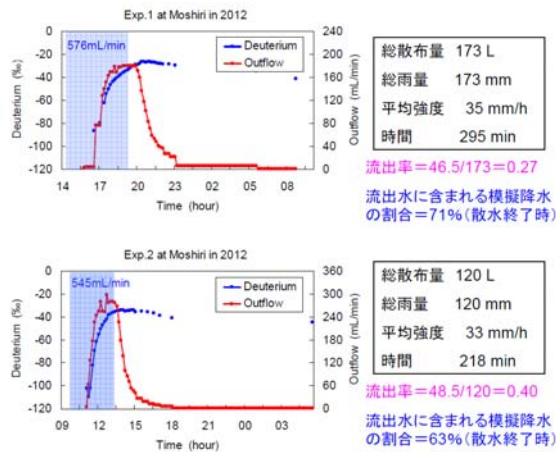 Exp.1 at Moshiri in 2012
576mL/min
Deuterium
Outflow
Deuterium (‰)
0
-20
-40
-60
-80
-100
-120
Outflow (mL/min)
240
200
160
120
80
40
0
14 17 20 23 02 05 08
Time (hour)
総散布量 173 L
総雨量 173 mm
平均強度 35 mm/h
時間 295 min
流出率=46.5/173=0.27
流出水に含まれる模擬降水
の割合=71%(散水終了時)
Exp.2 at Moshiri in 2012
545mL/min
Deuterium
Outflow
Deuterium (‰)
0
-20
-40
-60
-80
-100
-120
Outflow (mL/min)
360
300
240
180
120
60
0
09 12 15 18 21 00 03
Time (hour)
総散布量 120 L
総雨量 120 mm
平均強度 33 mm/h
時間 218 min
流出率=48.5/120=0.40
流出水に含まれる模擬降水
の割合=63%(散水終了時)